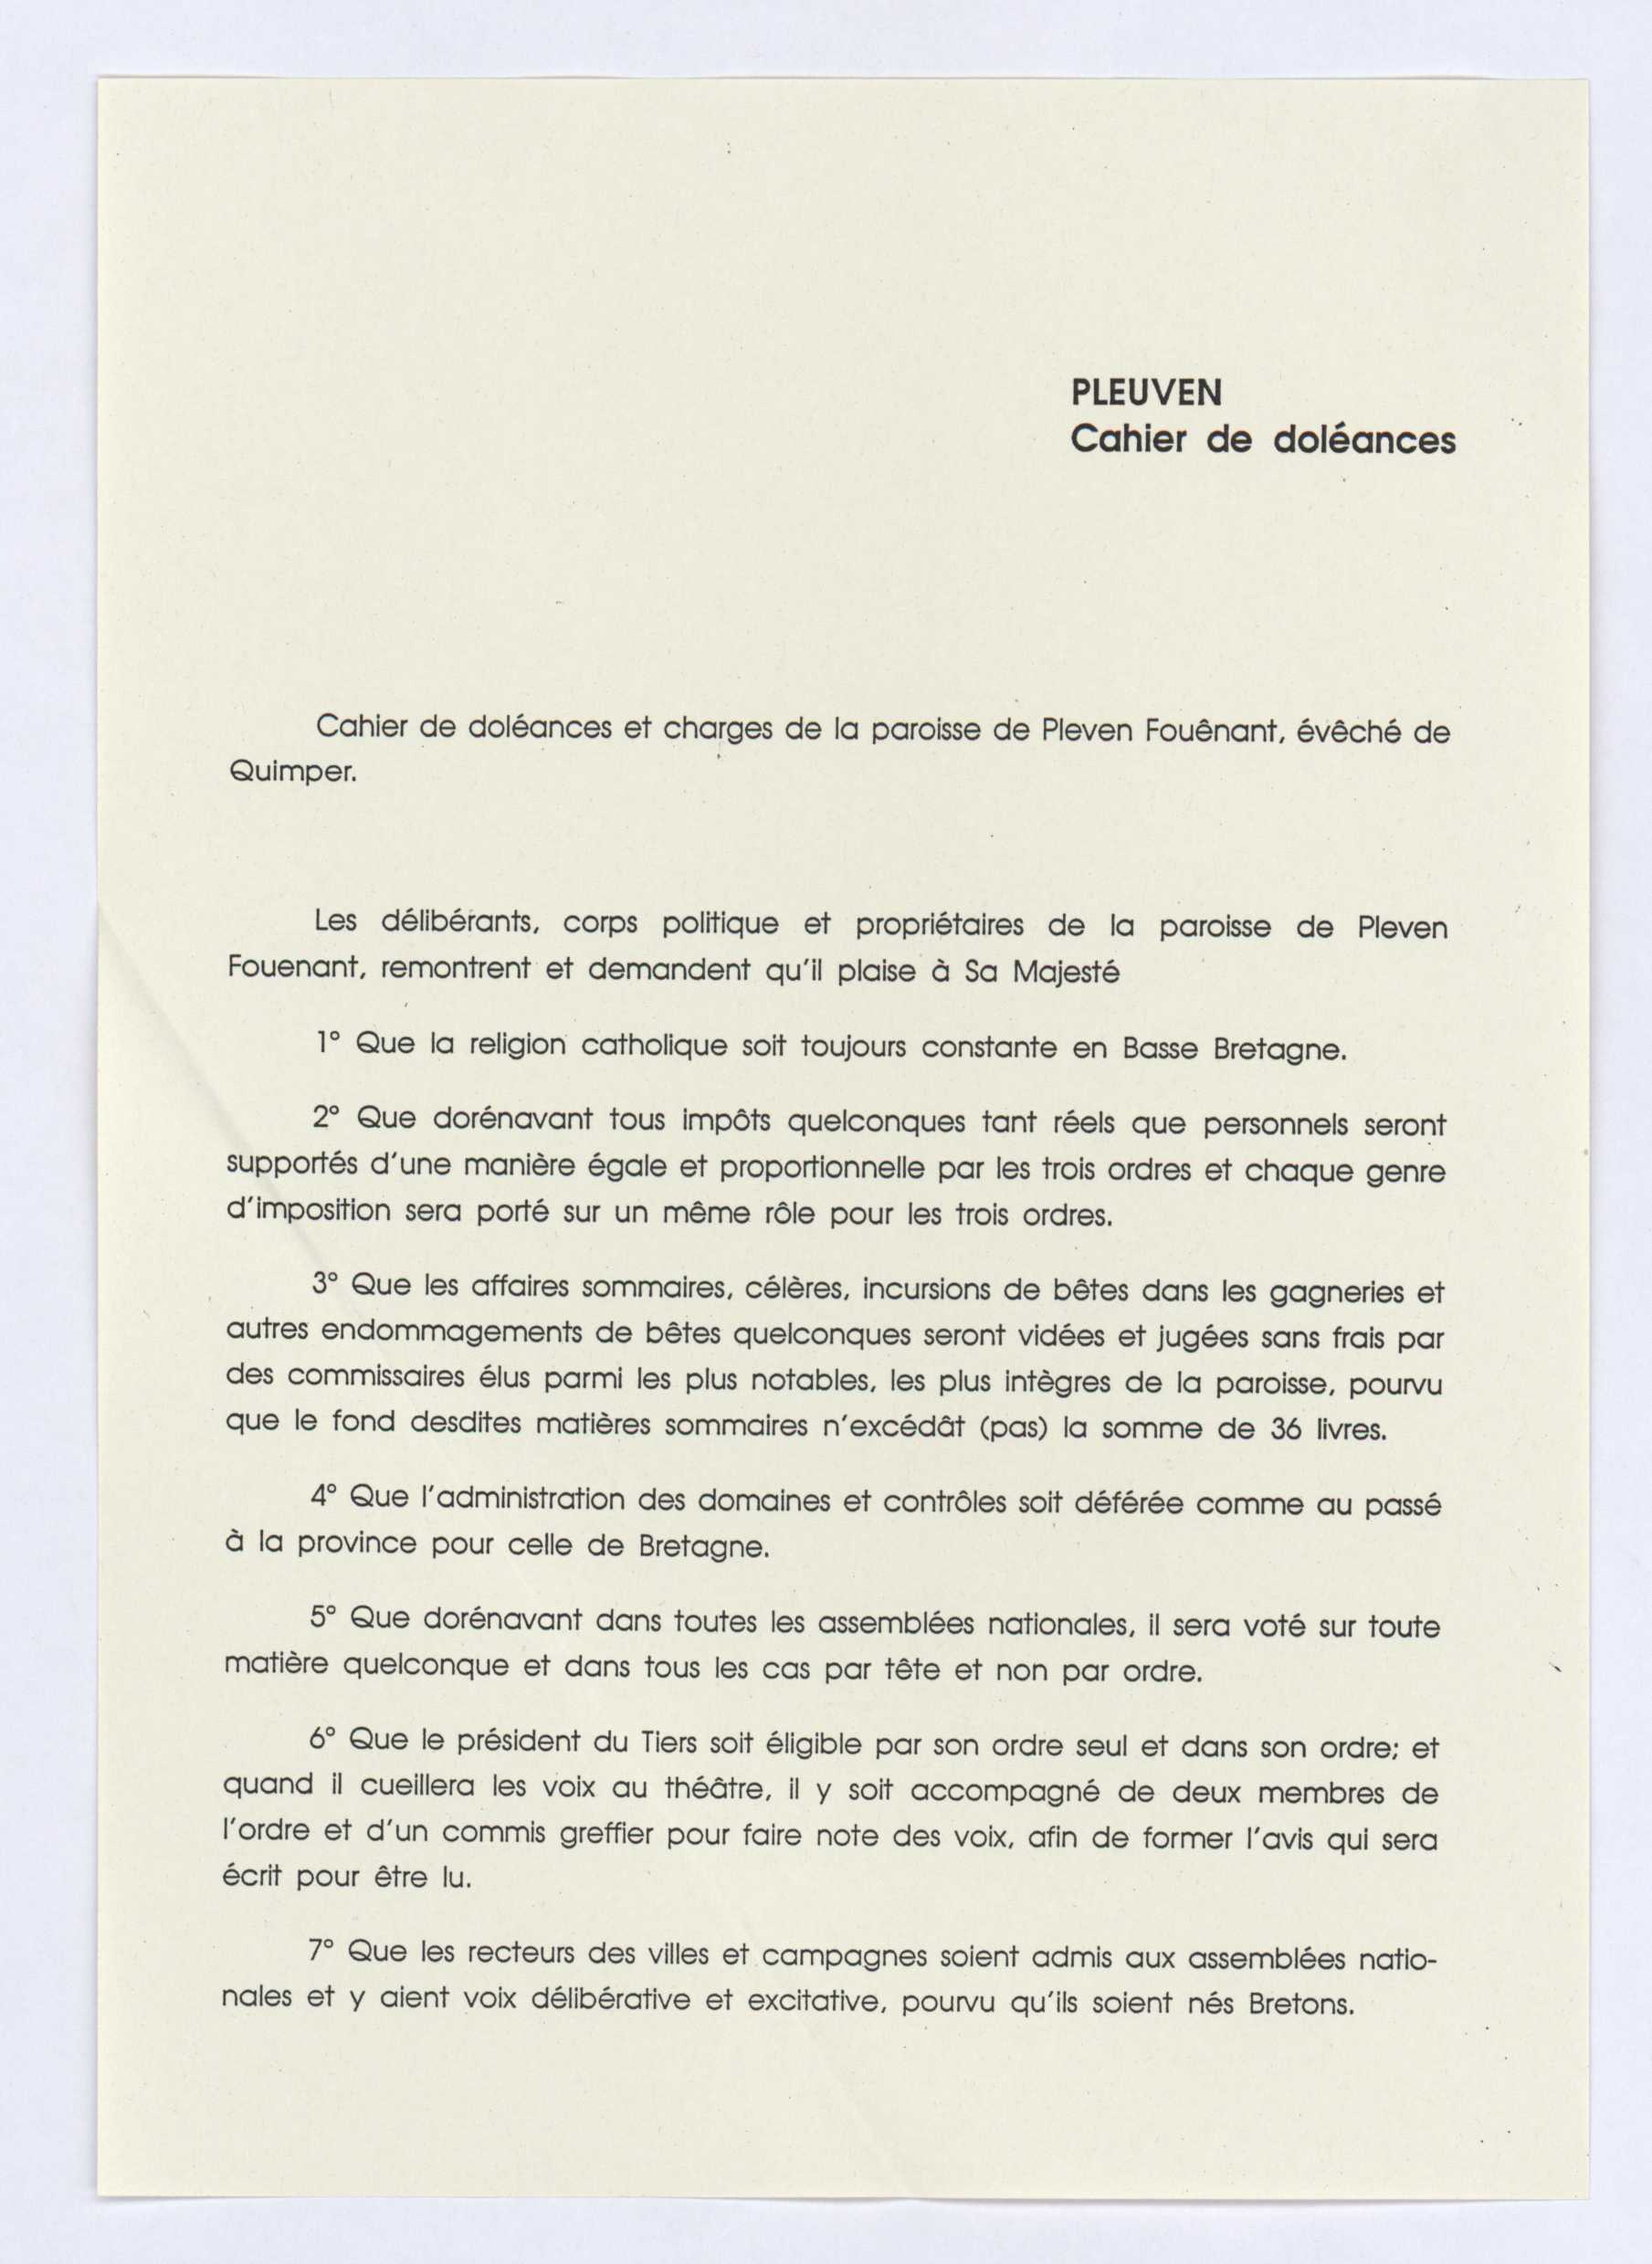 PLEUVEN
Cahier de doléances
Cahier de doléances et charges de la paroisse de Pleven Fouênant, évêché de
Quimper.
Les délibérants, corps politique et propriétaires de la paroisse de Pleven
Fouenant, remontrent et demandent qu'il plaise à Sa Majesté
1° Que la religion catholique soit toujours constante en Basse Bretagne.
2° Que dorénavant tous impôts quelconques tant réels que personnels seront
supportés d'une manière égale et proportionnelle par les trois ordres et chaque genre
d'imposition sera porté sur un même rôle pour les trois ordres.
3° Que les affaires sommaires, célères, incursions de bêtes dans les gagneries et
autres endommagements de bêtes quelconques seront vidées et jugées sans frais par
des commissaires élus parmi les plus notables, les plus intègres de la paroisse, pourvu
que le fond desdites matières sommaires n'excédât (pas) la somme de 36 livres.
4° Que l'administration des domaines et contrôles soit déférée comme au passé
à la province pour celle de Bretagne.
5° Que dorénavant dans toutes les assemblées nationales, il sera voté sur toute
matière quelconque et dans tous les cas par tête et non par ordre.
6° Que le président du Tiers soit éligible par son ordre seul et dans son ordre; et
quand il cueillera les voix au théâtre, il y soit accompagné de deux membres de
l'ordre et d'un commis greffier pour faire note des voix, afin de former l'avis qui sera
écrit pour être lu.
7° Que les recteurs des villes et campagnes soient admis aux assemblées natio-
nales et y aient voix délibérative et excitative, pourvu qu'ils soient nés Bretons.